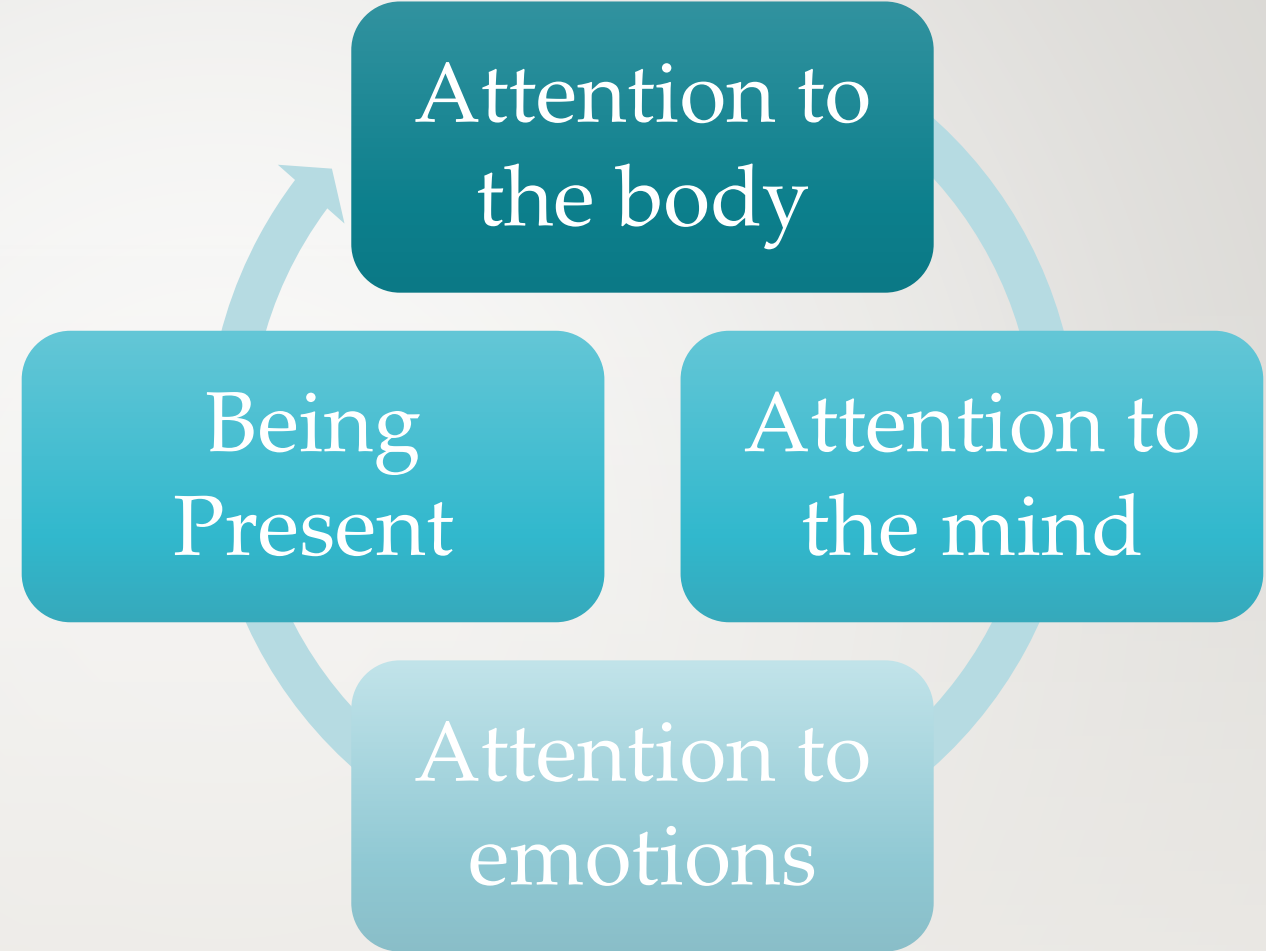 Attention to
the body
Being
Present
Attention to
the mind
Attention to
emotions